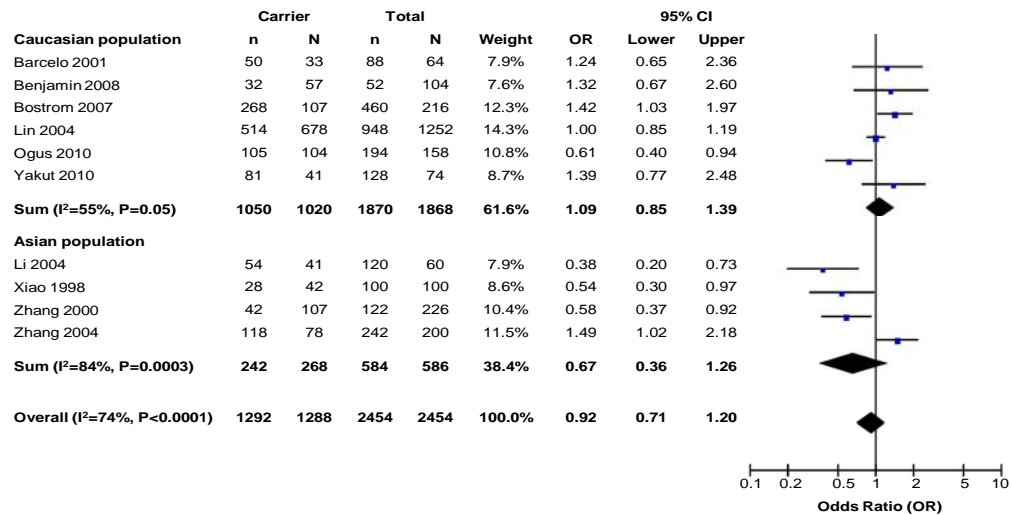 Carrier Total 95% CI
Caucasian population n N n N Weight OR Lower Upper
Barcelo 2001 50 33 88 64 7.9% 1.24 0.65 2.36
Benjamin 2008 32 57 52 104 7.6% 1.32 0.67 2.60
Bostrom 2007 268 107 460 216 12.3% 1.42 1.03 1.97
Lin 2004 514 678 948 1252 14.3% 1.00 0.85 1.19
Ogus 2010 105 104 194 158 10.8% 0.61 0.40 0.94
Yakut 2010 81 41 128 74 8.7% 1.39 0.77 2.48
Sum (I²=55%, P=0.05) 1050 1020 1870 1868 61.6% 1.09 0.85 1.39
Asian population
Li 2004 54 41 120 60 7.9% 0.38 0.20 0.73
Xiao 1998 28 42 100 100 8.6% 0.54 0.30 0.97
Zhang 2000 42 107 122 226 10.4% 0.58 0.37 0.92
Zhang 2004 118 78 242 200 11.5% 1.49 1.02 2.18
Sum (I²=84%, P=0.0003) 242 268 584 586 38.4% 0.67 0.36 1.26
Overall (I²=74%, P<0.0001) 1292 1288 2454 2454 100.0% 0.92 0.71 1.20
0.1 0.2 0.5 1 2 5 10
Odds Ratio (OR)